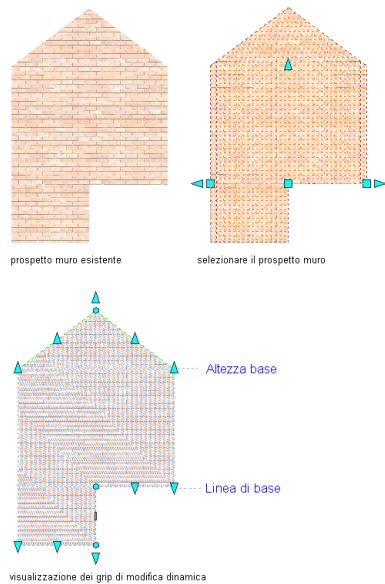 prospetto muro esistente
selezionare il prospetto muro
Altezza base
Linea di base
visualizzazione dei grip di modifica dinamica